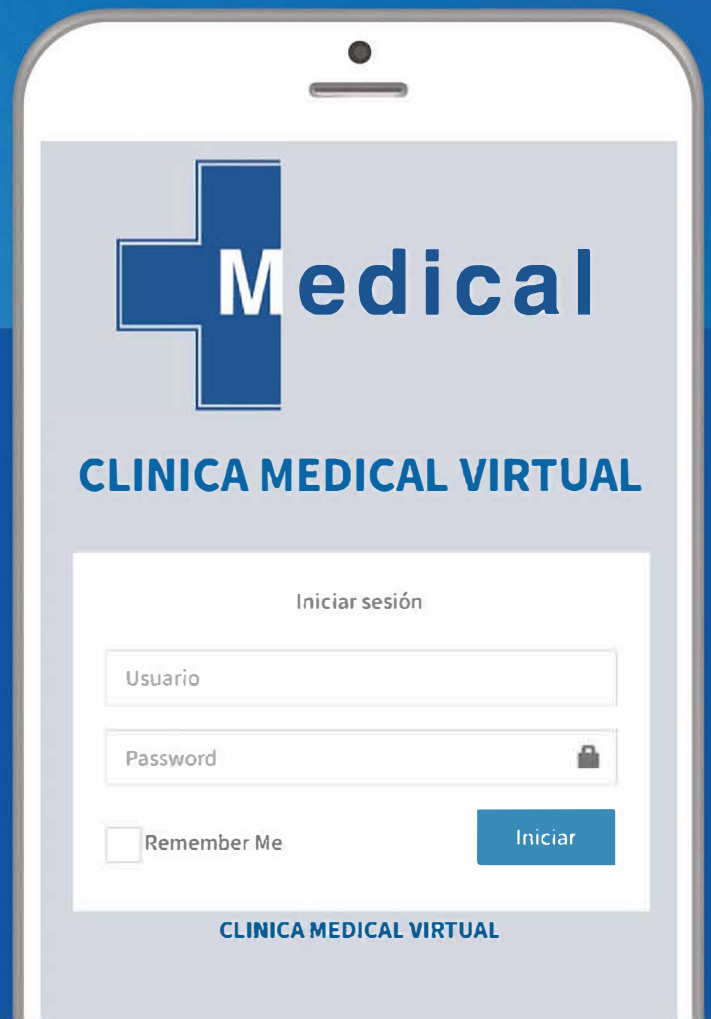 Medical
CLINICA MEDICAL VIRTUAL
Iniciar sesión
Usuario
Password
Remember Me
Iniciar
CLINICA MEDICAL VIRTUAL